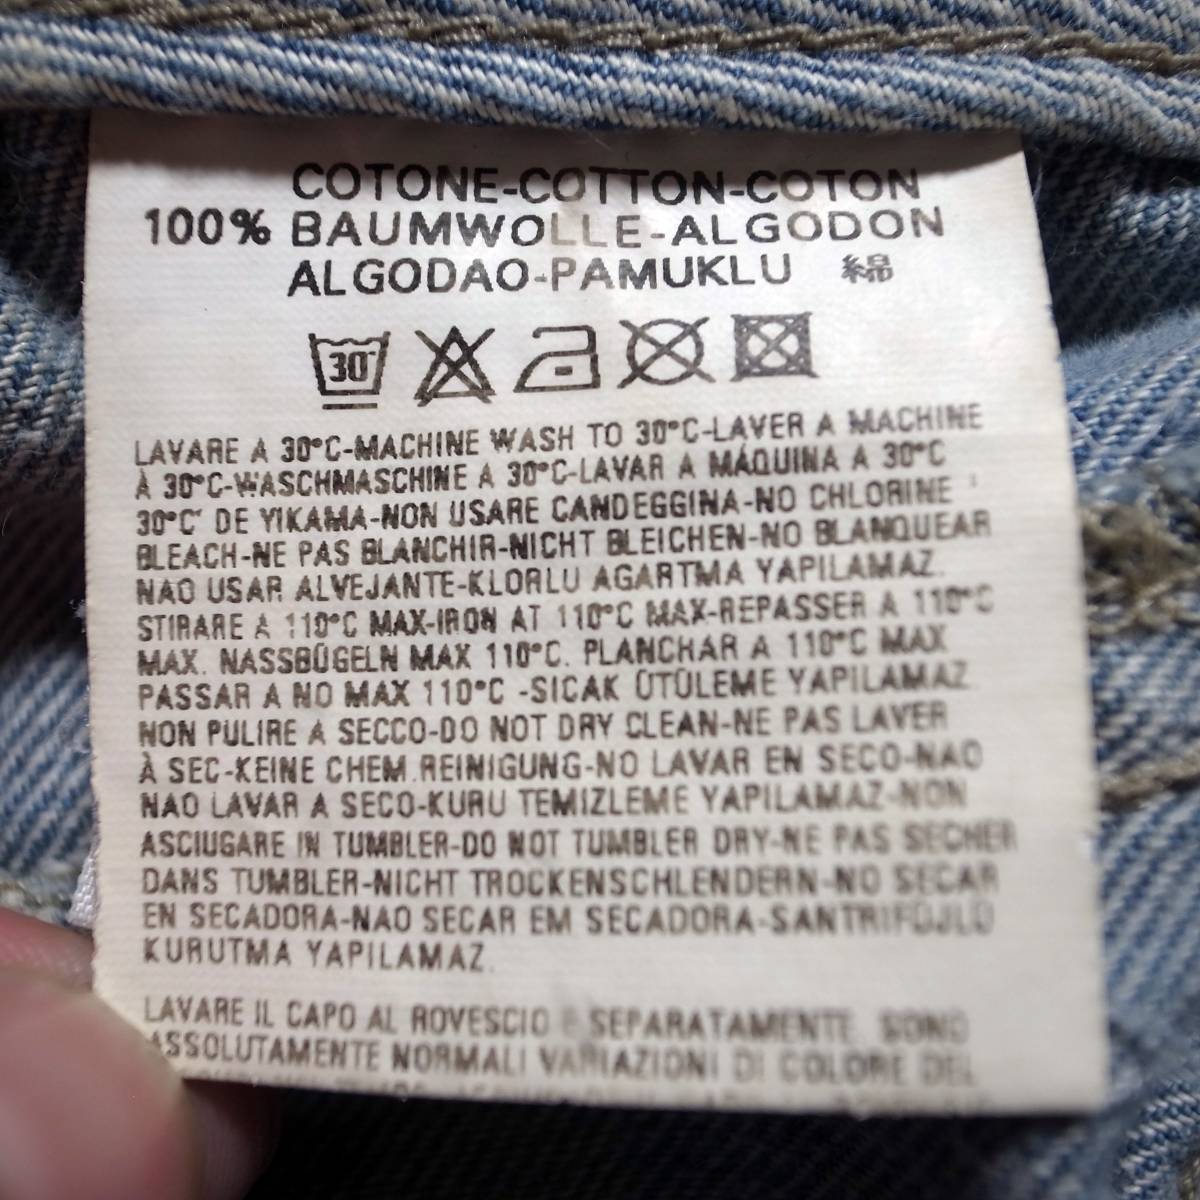 COTONE-COTTON-COTON
100% BAUMWOLLE-ALGODON
ALGODAO-PAMUKLU 綿
30°
LAVARE A 30°C-MACHINE WASH TO 30°C-LAVER A MACHINE
À 30°C-WASCHMASCHINE A 30°C-LAVAR A MÁQUINA A 30°C
30°C' DE YIKAMA-NON USARE CANDEGGINA-NO CHLORINE
BLEACH-NE PAS BLANCHIR-NICHT BLEICHEN-NO BLANQUEAR
NAO USAR ALVEJANTE-KLORLU AGARTMA YAPILAMAZ.
STIRARE A 110°C MAX-IRON AT 110°C MAX-REPASSER A 110°C
MAX. NASSBÜGELN MAX 110°C. PLANCHAR A 110°C MAX
PASSAR A NO MAX 110°C -SICAK ÜTÜLEME YAPILAMAZ
NON PULIRE A SECCO-DO NOT DRY CLEAN-NE PAS LAVER
À SEC-KEINE CHEM.REINIGUNG-NO LAVAR EN SECO-NAO
NAO LAVAR A SECO-KURU TEMIZLEME YAPILAMAZ-NON
ASCIUGARE IN TUMBLER-DO NOT TUMBLER DRY-NE PAS SECHER
DANS TUMBLER-NICHT TROCKENSCHLENDERN-NO SECAR
EN SECADORA-NAO SECAR EM SECADORA-SANTRIFÜJLÜ
KURUTMA YAPILAMAZ.
LAVARE IL CAPO AL ROVESCIO E SEPARATAMENTE. SONO
ASSOLUTAMENTE NORMALI VARIAZIONI DI COLORE DEL